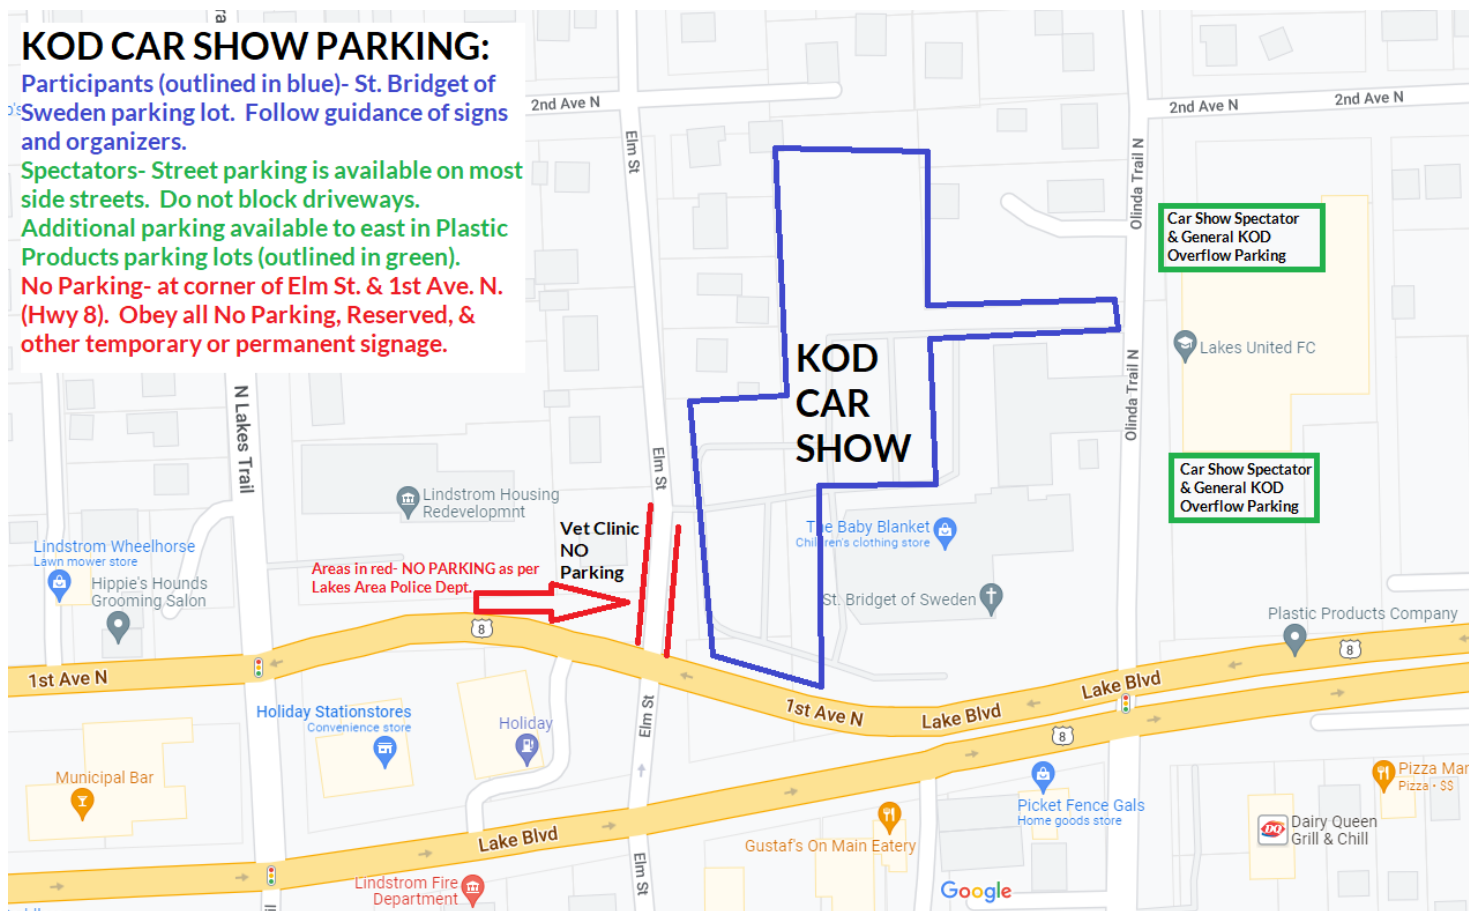 KOD CAR SHOW PARKING:
Participants (outlined in blue)- St. Bridget of
Sweden parking lot.  Follow guidance of signs
and organizers.
Spectators- Street parking is available on most
side streets.  Do not block driveways.
Additional parking available to east in Plastic
Products parking lots (outlined in green).
No Parking- at corner of Elm St. & 1st Ave. N.
(Hwy 8).  Obey all No Parking, Reserved, &
other temporary or permanent signage.
2nd Ave N
2nd Ave N
2nd Ave N
Elm St
Olinda Trail N
Car Show Spectator
& General KOD
Overflow Parking
Lakes United FC
KOD
CAR
SHOW
Olinda Trail N
N Lakes Trail
Elm St
Car Show Spectator
& General KOD
Overflow Parking
Lindstrom Housing
Redevelopmnt
Vet Clinic
NO
Parking
The Baby Blanket
Children's clothing store
Lindstrom Wheelhorse
Lawn mower store
Areas in red- NO PARKING as per
Lakes Area Police Dept.
Hippie's Hounds
Grooming Salon
St. Bridget of Sweden
Plastic Products Company
8
8
1st Ave N
Lake Blvd
1st Ave N
Lake Blvd
Elm St
Holiday Stationstores
Convenience store
Holiday
8
Municipal Bar
Pizza Mar
Pizza • $$
Picket Fence Gals
Home goods store
DQ
Dairy Queen
Grill & Chill
Lake Blvd
Gustaf's On Main Eatery
Elm St
Lindstrom Fire
Department
Google